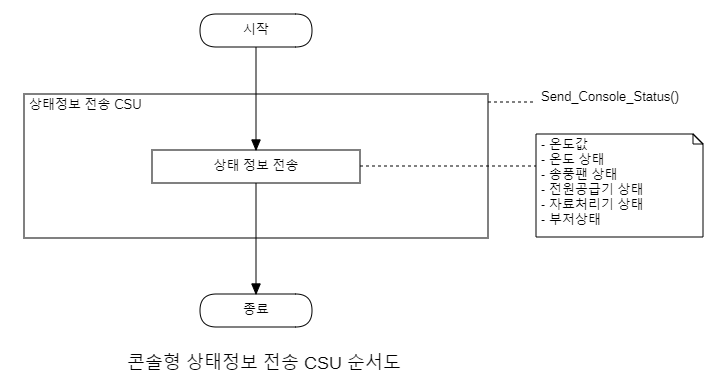 시작
상태정보 전송 CSU
Send_Console_Status()
상태 정보 전송
- 온도값
- 온도 상태
- 송풍팬 상태
- 전원공급기 상태
- 자료처리기 상태
- 부저상태
종료
콘솔형 상태정보 전송 CSU 순서도